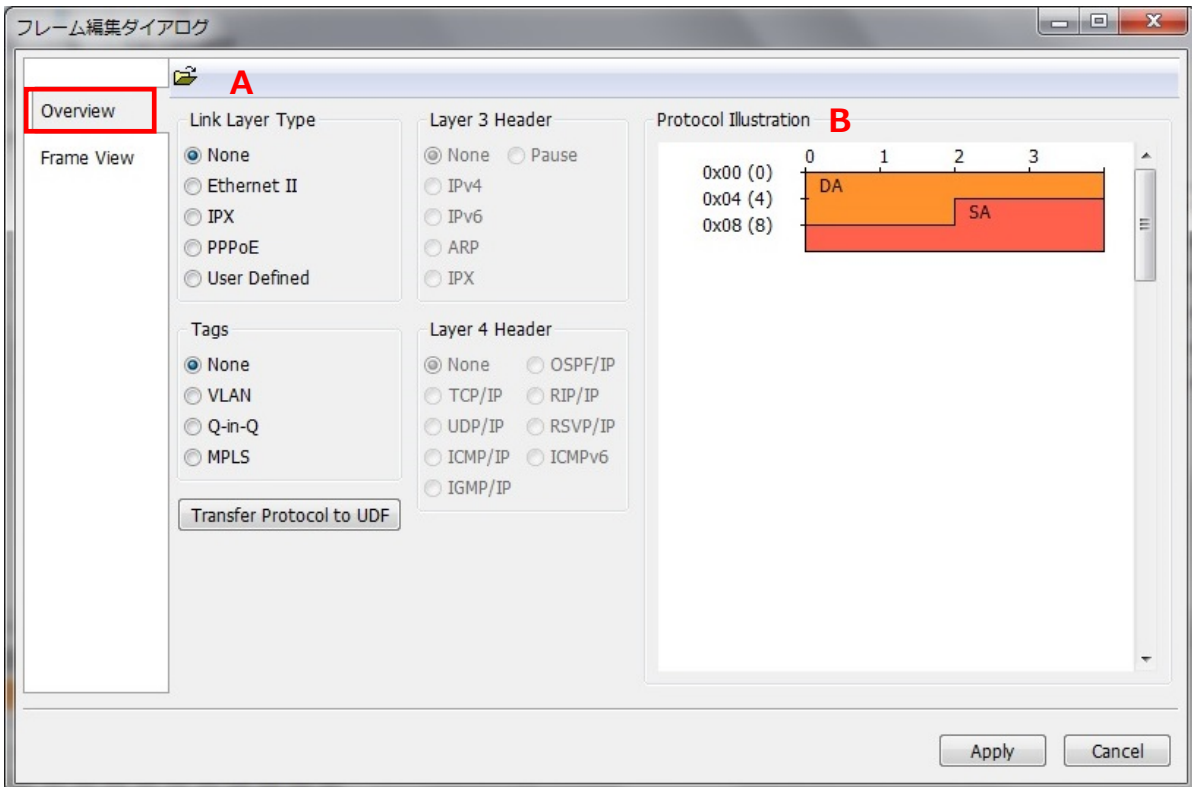 フレーム編集ダイアログ
Overview
Frame View
A
Link Layer Type
None
Ethernet II
IPX
PPPoE
User Defined
Tags
None
VLAN
Q-in-Q
MPLS
Transfer Protocol to UDF
Layer 3 Header
None Pause
IPv4
IPv6
ARP
IPX
Layer 4 Header
None OSPF/IP
TCP/IP RIP/IP
UDP/IP RSVP/IP
ICMP/IP ICMPv6
IGMP/IP
Protocol Illustration B
0 1 2 3
0x00 (0) DA
0x04 (4) SA
0x08 (8)
Apply Cancel